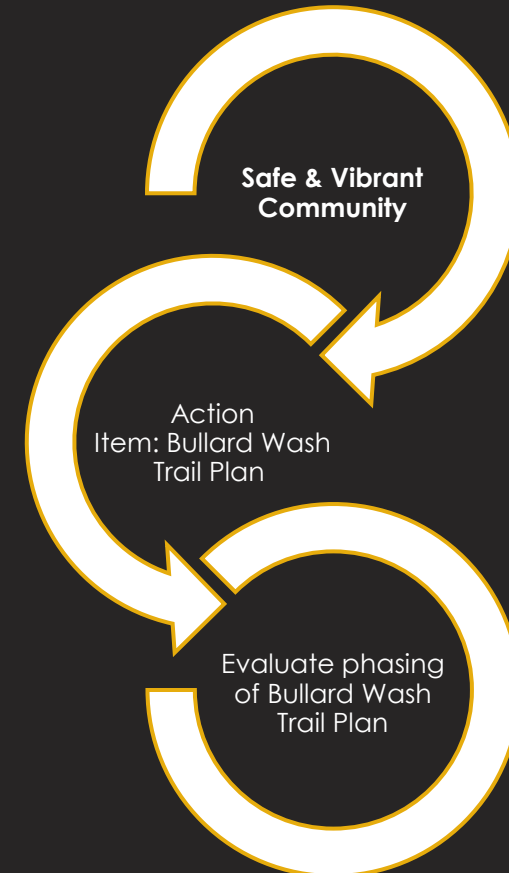 Safe & Vibrant
Community
Action
Item: Bullard Wash
Trail Plan
Evaluate phasing
of Bullard Wash
Trail Plan